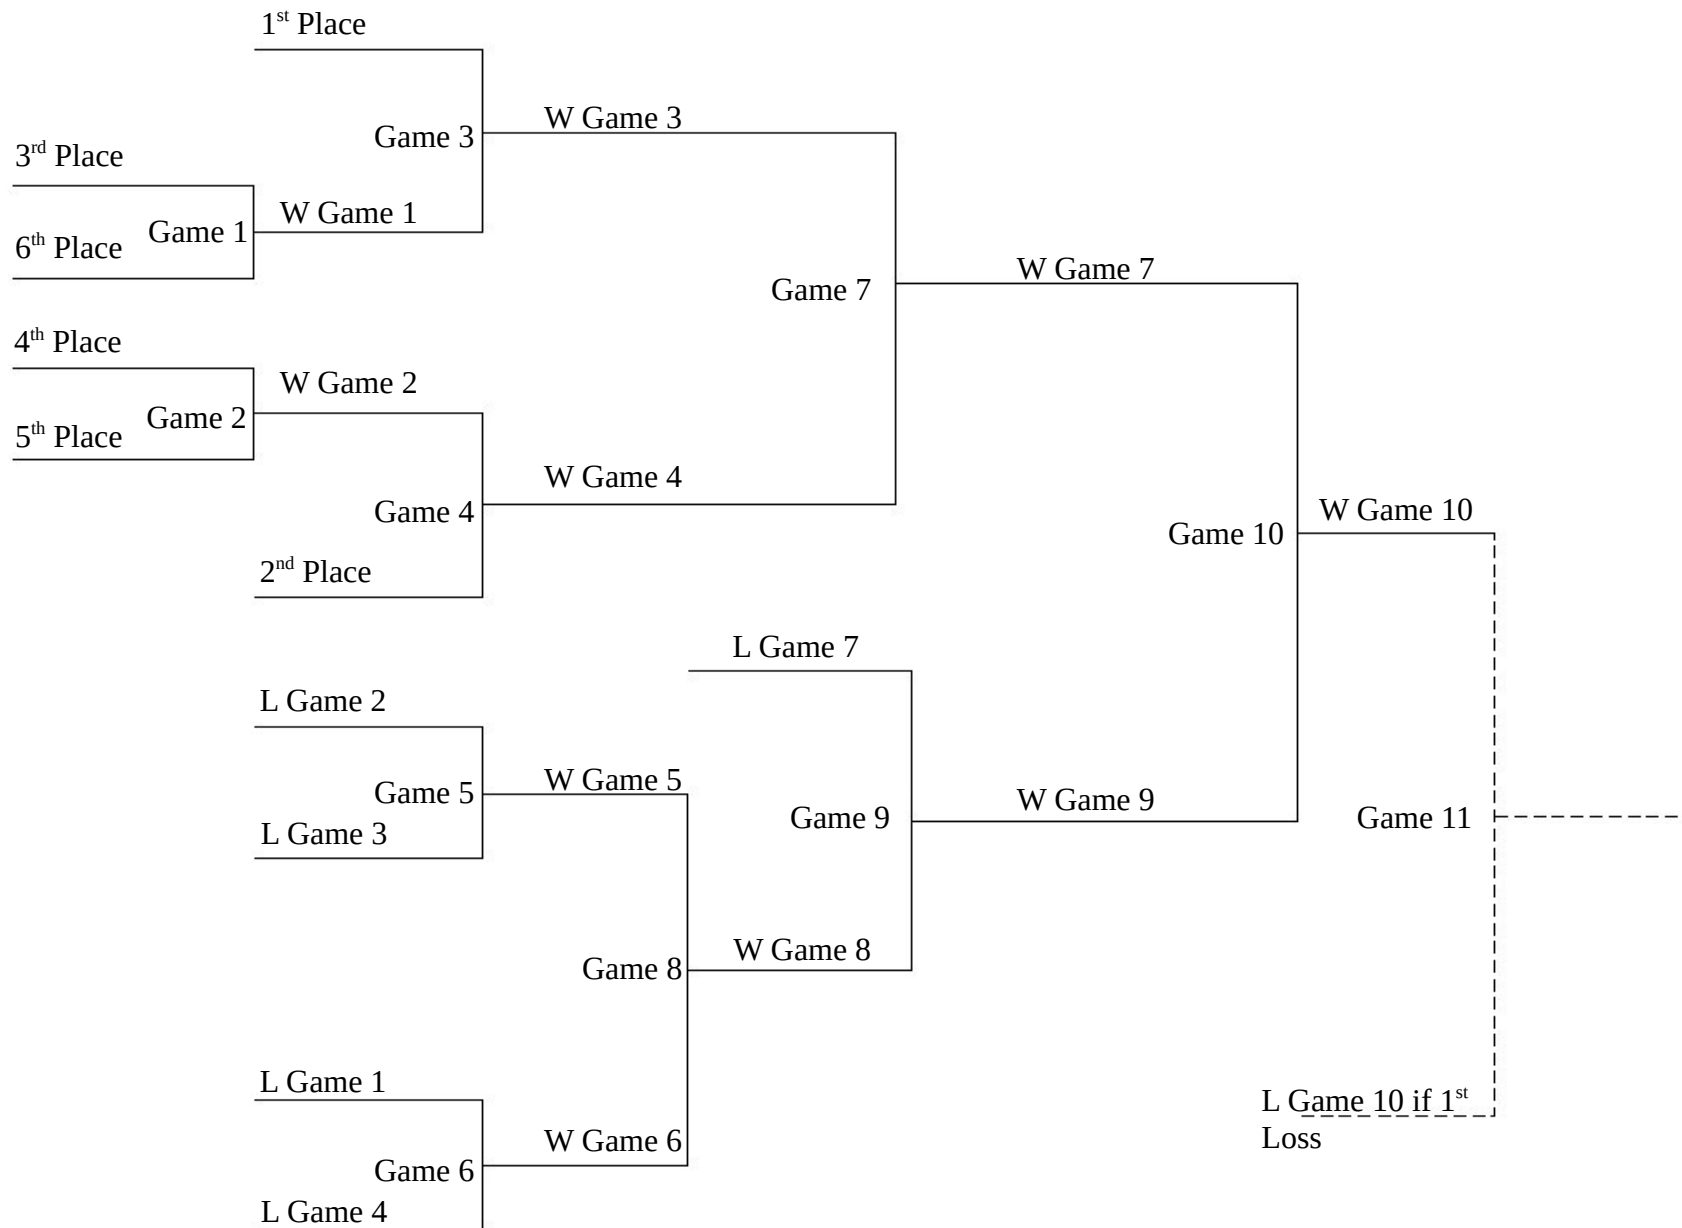 1st Place
W Game 3
Game 3
3rd Place
W Game 1
Game 1
6th Place
W Game 7
Game 7
4th Place
W Game 2
Game 2
5th Place
W Game 4
Game 4
W Game 10
Game 10
2nd Place
L Game 7
L Game 2
W Game 5
Game 5
W Game 9
Game 9
Game 11
L Game 3
W Game 8
Game 8
L Game 1
L Game 10 if 1st
Loss
W Game 6
Game 6
L Game 4